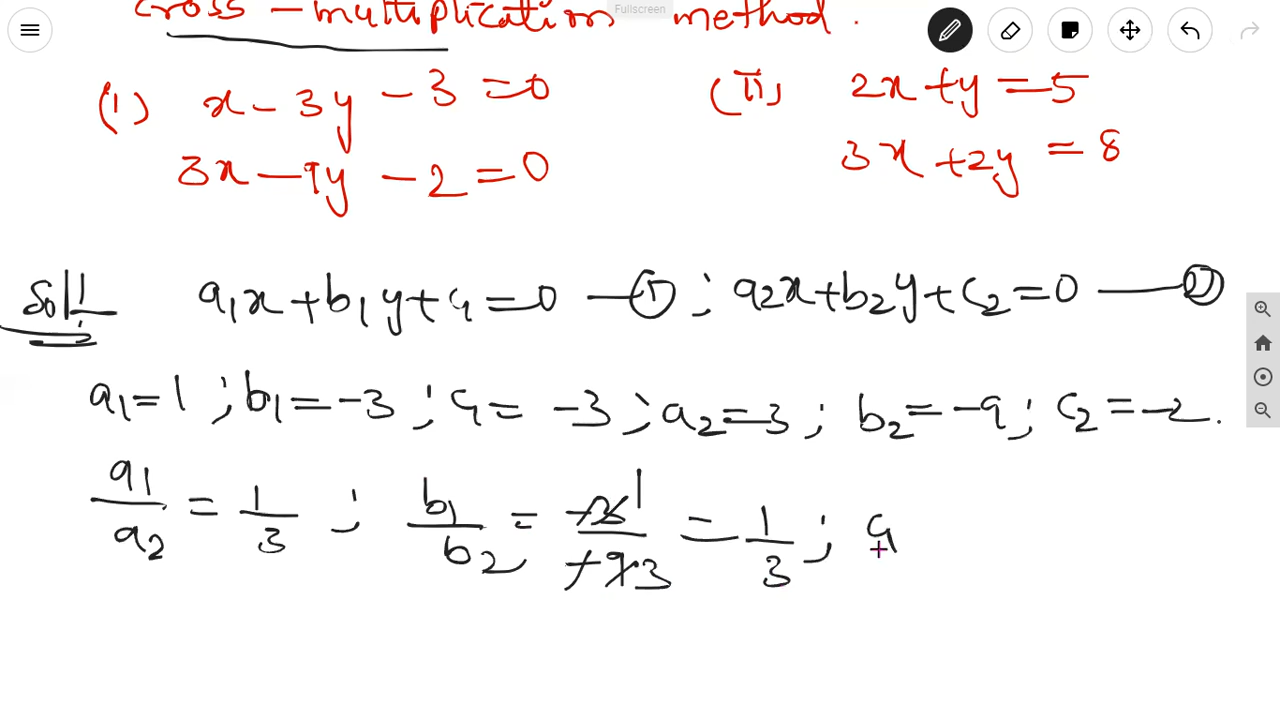 Fullscreen
cross-multiplication method.
(i) x - 3y - 3 = 0 (ii) 2x + y = 5
3x - 9y - 2 = 0 3x + 2y = 8
Sol! a₁x + b₁y + c₁ = 0 — ① ; a₂x + b₂y + c₂ = 0 — ②
a₁ = 1 ; b₁ = -3 ; c₁ = -3 ; a₂ = 3 ; b₂ = -9 ; c₂ = -2.
a₁/a₂ = 1/3 ; b₁/b₂ = -3 1/-9 3 = 1/3 ; c₁